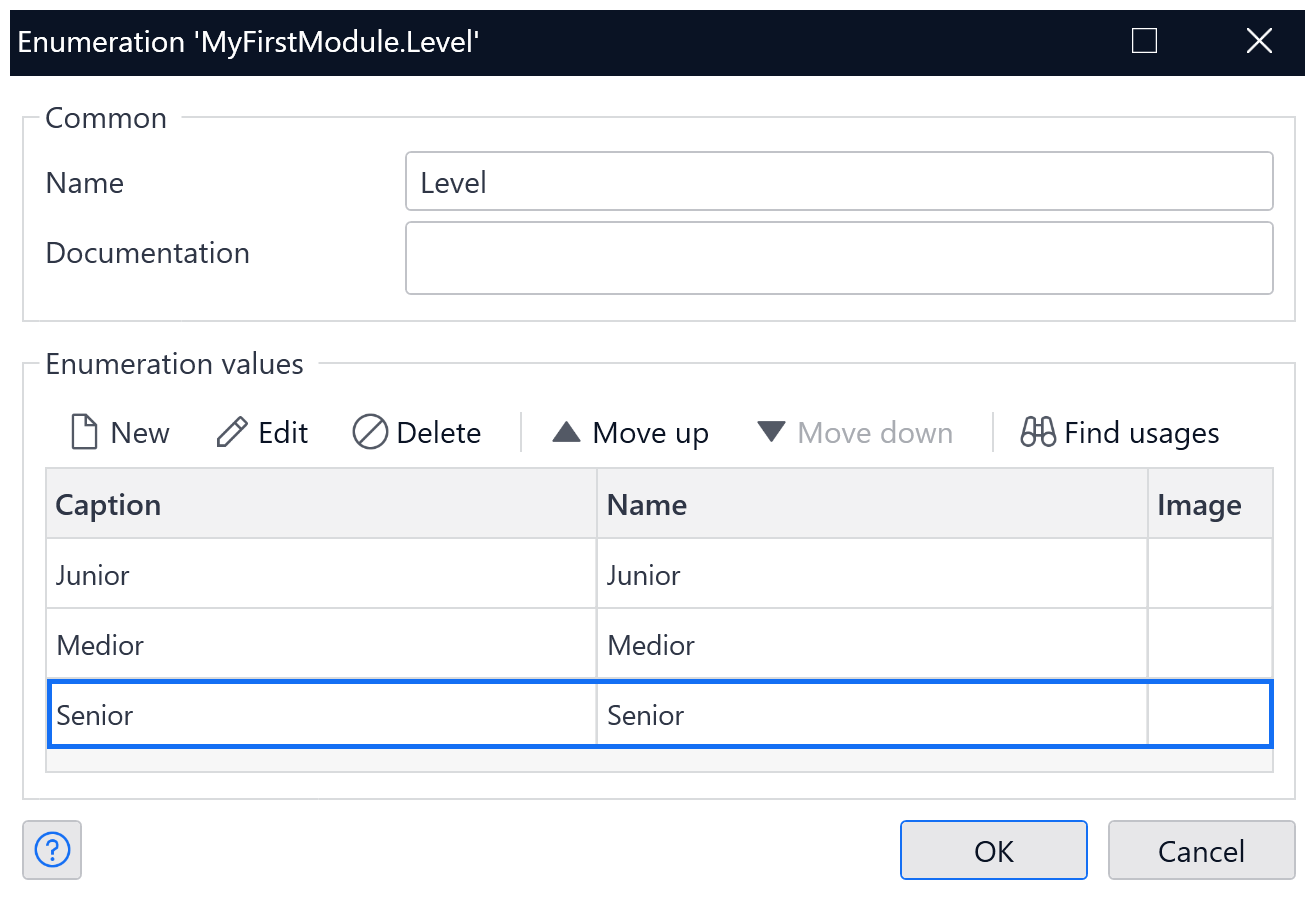 Enumeration 'MyFirstModule.Level'
Common
Name Level
Documentation
Enumeration values
New Edit Delete Move up Move down Find usages
Caption Name Image
Junior Junior
Medior Medior
Senior Senior
? OK Cancel